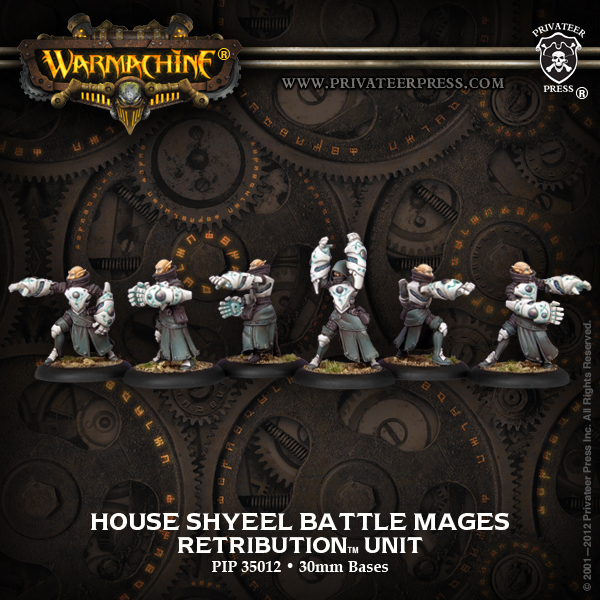 WARMACHINE®
PRIVATEER
PRESS®
WWW.PRIVATEERPRESS.COM
HOUSE SHYEEL BATTLE MAGES
RETRIBUTION™ UNIT
PIP 35012 • 30mm Bases
© 2001–2012 Privateer Press Inc. All Rights Reserved.